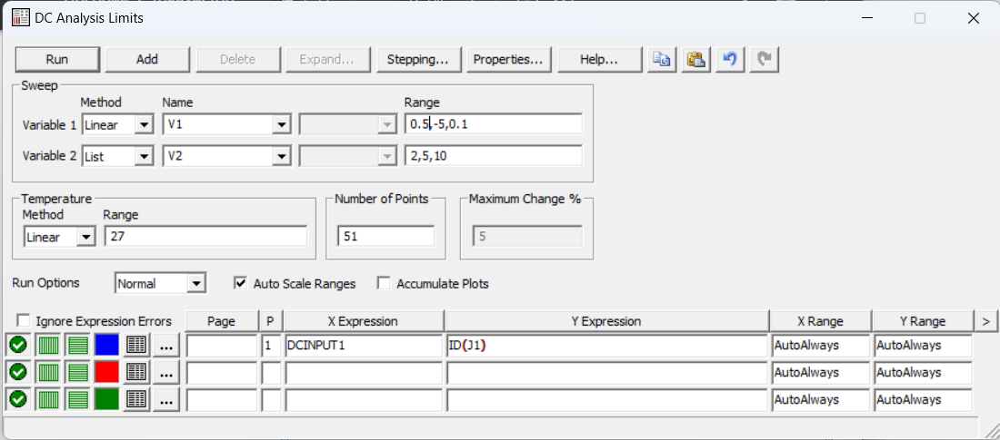 DC Analysis Limits
Run Add Delete Expand... Stepping... Properties... Help...
Sweep
Method Name Range
Variable 1 Linear V1 0.5,-5,0.1
Variable 2 List V2 2,5,10
Temperature Number of Points Maximum Change %
Method Range
Linear 27 51 5
Run Options Normal Auto Scale Ranges Accumulate Plots
Ignore Expression Errors Page P X Expression Y Expression X Range Y Range >
... 1 DCINPUT1 ID(J1) AutoAlways AutoAlways
... AutoAlways AutoAlways
... AutoAlways AutoAlways